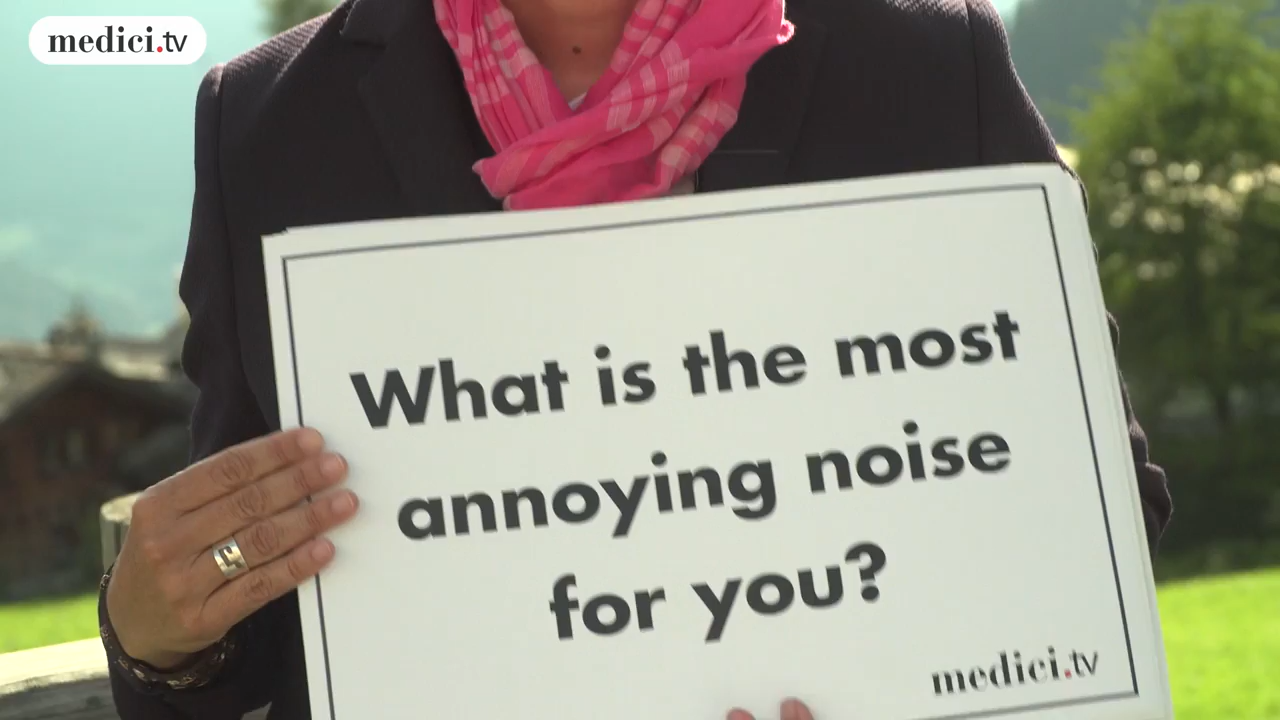 medici.tv
What is the most
annoying noise
for you?
medici.tv